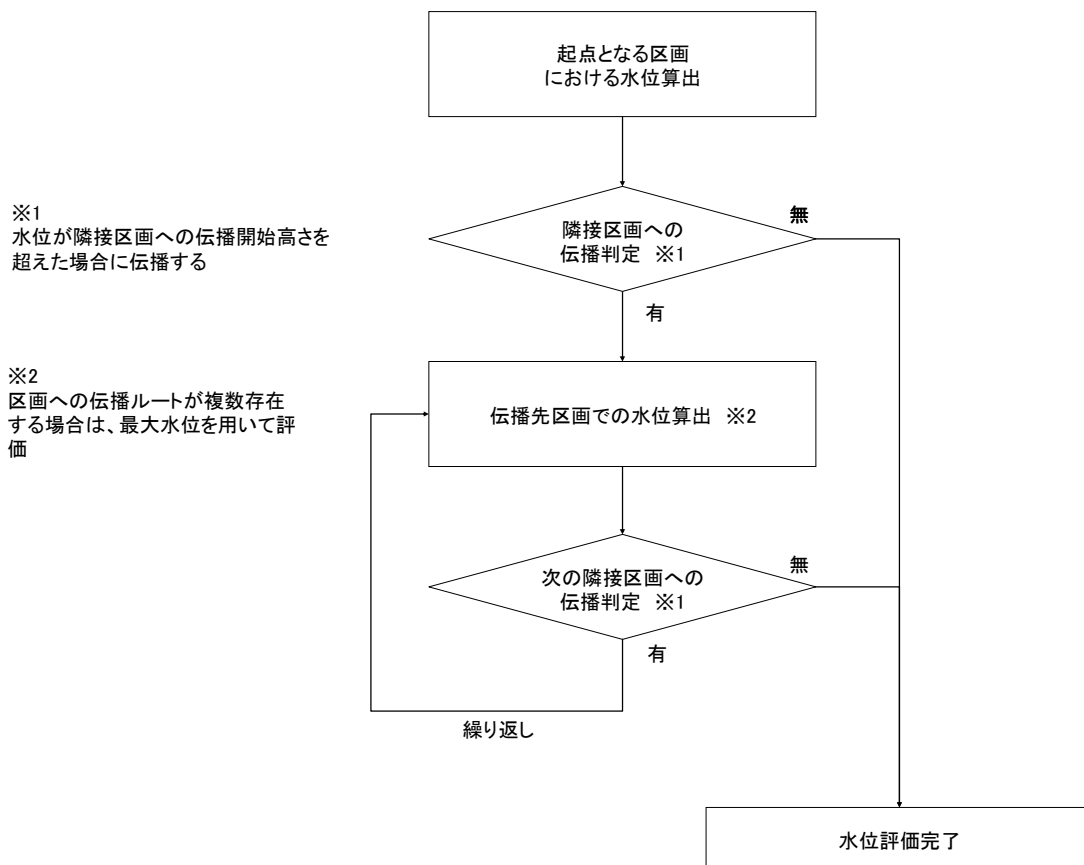 起点となる区画
における水位算出
※1
水位が隣接区画への伝播開始高さを
超えた場合に伝播する
隣接区画への
伝播判定 ※1
無
有
※2
区画への伝播ルートが複数存在
する場合は、最大水位を用いて評
価
伝播先区画での水位算出 ※2
次の隣接区画への
伝播判定 ※1
無
有
繰り返し
水位評価完了